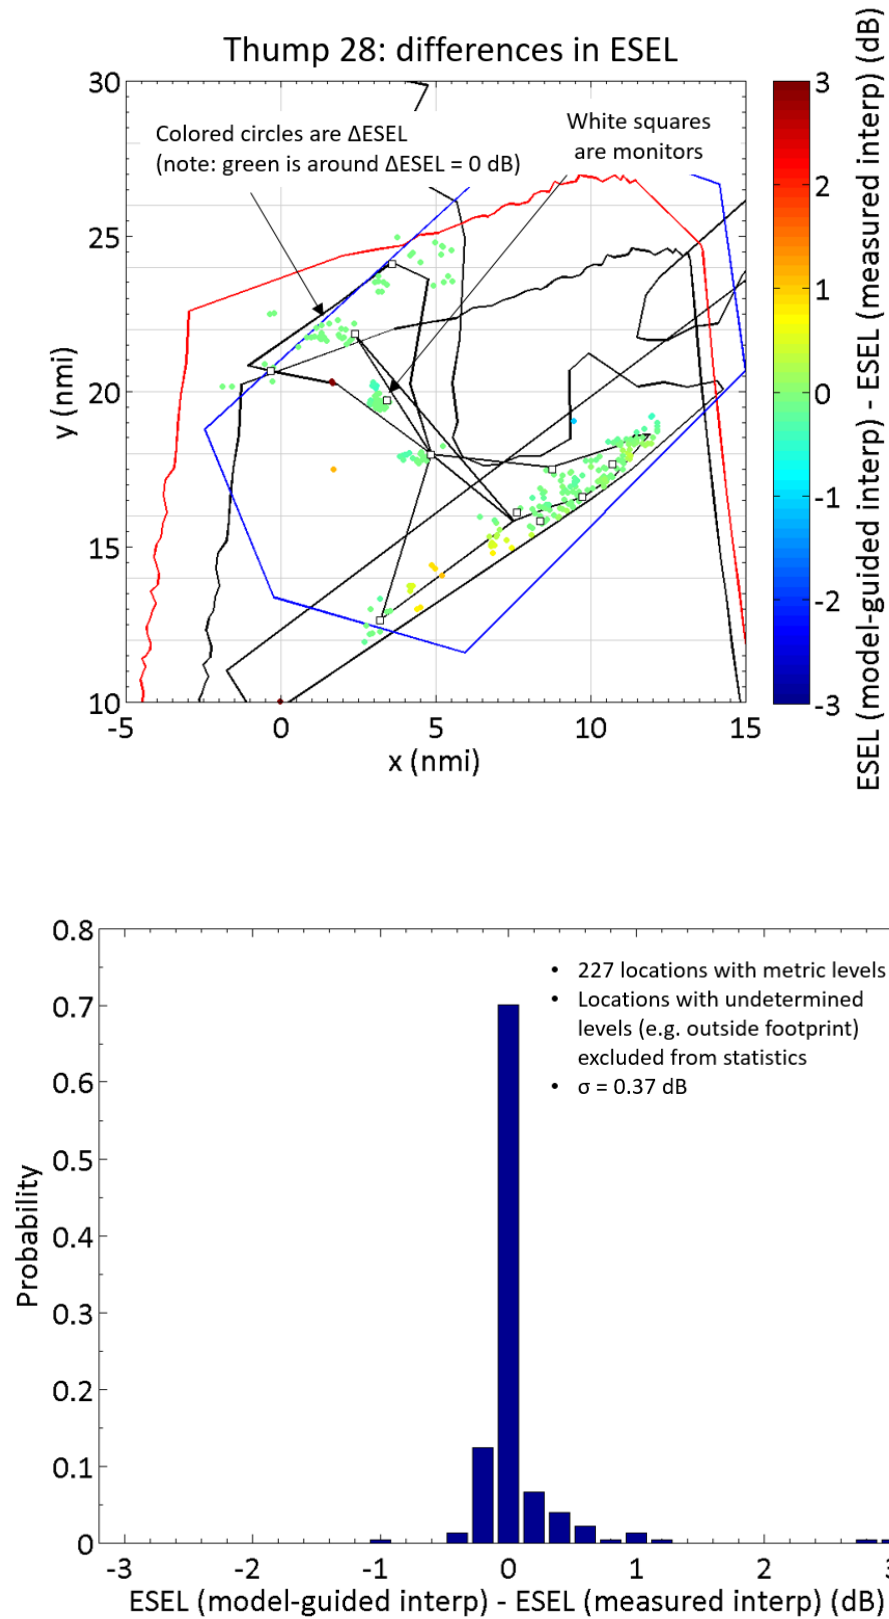 Thump 28: differences in ESEL
30
25
20
15
10
y (nmi)
Colored circles are ΔESEL
(note: green is around ΔESEL = 0 dB)
White squares
are monitors
-5
0
5
10
15
x (nmi)
3
2
1
0
-1
-2
-3
ESEL (model-guided interp) - ESEL (measured interp) (dB)
0.8
0.7
0.6
0.5
0.4
0.3
0.2
0.1
0
Probability
• 227 locations with metric levels
• Locations with undetermined
levels (e.g. outside footprint)
excluded from statistics
• σ = 0.37 dB
-3
-2
-1
0
1
2
ESEL (model-guided interp) - ESEL (measured interp) (dB)